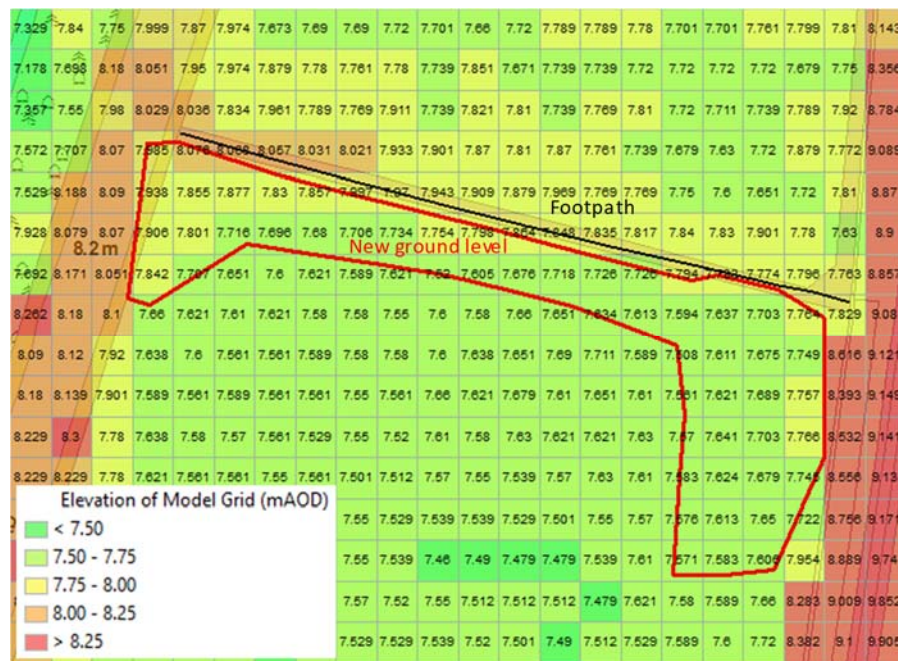 7.329 7.84 7.75 7.999 7.87 7.974 7.673 7.69 7.69 7.72 7.701 7.66 7.72 7.789 7.789 7.78 7.701 7.701 7.761 7.799 7.81 8.143
7.178 7.698 8.18 8.051 7.95 7.974 7.879 7.78 7.761 7.78 7.739 7.851 7.671 7.739 7.739 7.72 7.72 7.72 7.72 7.679 7.75 8.356
7.357 7.55 7.98 8.029 8.036 7.834 7.961 7.789 7.769 7.911 7.739 7.821 7.81 7.739 7.769 7.81 7.72 7.711 7.739 7.789 7.92 8.784
7.572 7.707 8.07 7.985 8.076 8.068 8.057 8.031 8.021 7.933 7.901 7.87 7.81 7.87 7.761 7.739 7.679 7.63 7.72 7.879 7.772 9.089
7.529 8.188 8.09 7.938 7.855 7.877 7.83 7.857 7.997 7.97 7.943 7.909 7.879 7.969 7.769 7.769 7.75 7.6 7.651 7.72 7.81 8.87
Footpath
7.928 8.079 8.07 7.906 7.801 7.716 7.696 7.68 7.706 7.734 7.754 7.798 7.864 7.848 7.835 7.817 7.84 7.83 7.901 7.78 7.63 8.9
8.2m
New ground level
7.692 8.171 8.051 7.842 7.707 7.651 7.6 7.621 7.589 7.621 7.62 7.605 7.676 7.718 7.726 7.726 7.794 7.774 7.796 7.763 8.857
8.262 8.18 8.1 7.66 7.621 7.61 7.621 7.58 7.58 7.55 7.6 7.58 7.66 7.651 7.634 7.613 7.594 7.637 7.703 7.764 7.829 9.08
8.09 8.12 7.92 7.638 7.6 7.561 7.561 7.589 7.58 7.58 7.6 7.638 7.651 7.69 7.711 7.589 7.608 7.611 7.675 7.749 8.616 9.121
8.18 8.139 7.901 7.589 7.561 7.561 7.589 7.561 7.55 7.561 7.66 7.621 7.679 7.61 7.651 7.61 7.561 7.621 7.689 7.757 8.393 9.149
8.229 8.3 7.78 7.638 7.58 7.57 7.561 7.529 7.55 7.52 7.61 7.58 7.63 7.621 7.621 7.63 7.57 7.641 7.703 7.766 8.532 9.141
8.229 8.229 7.78 7.621 7.561 7.561 7.55 7.561 7.501 7.512 7.57 7.55 7.539 7.57 7.63 7.61 7.583 7.624 7.679 7.745 8.556 9.13
7.55 7.529 7.539 7.539 7.529 7.501 7.55 7.57 7.576 7.613 7.65 7.722 8.756 9.171
7.55 7.539 7.46 7.49 7.479 7.479 7.539 7.61 7.571 7.583 7.606 7.954 8.889 9.74
7.57 7.52 7.55 7.512 7.512 7.512 7.479 7.621 7.58 7.589 7.66 8.283 9.009 9.852
7.529 7.529 7.539 7.52 7.501 7.49 7.512 7.529 7.589 7.6 7.72 8.382 9.1 9.905
Elevation of Model Grid (mAOD)
< 7.50
7.50 - 7.75
7.75 - 8.00
8.00 - 8.25
> 8.25